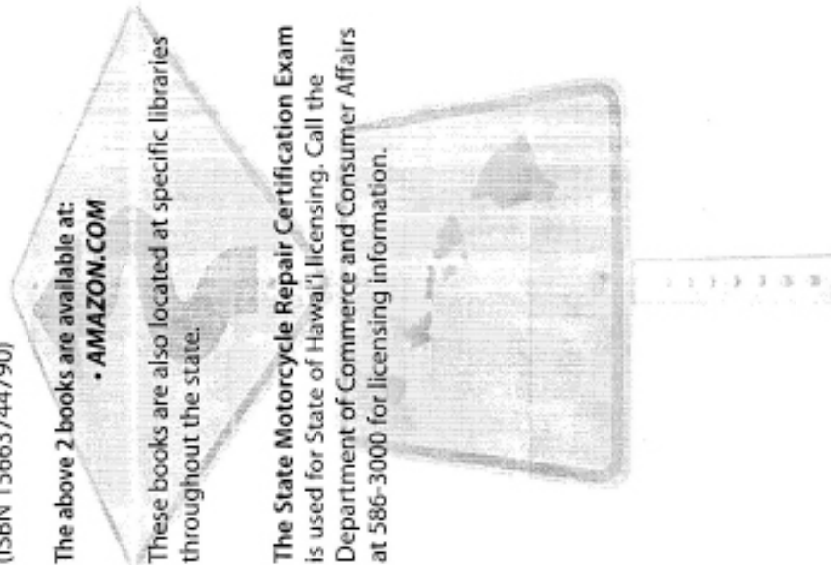 (ISBN 1566374479０)
The above 2 books are available at:
• AMAZON.COM
These books are also located at specific libraries
throughout the state.
The State Motorcycle Repair Certification Exam
is used for State of Hawai'i licensing. Call the
Department of Commerce and Consumer Affairs
at 586-3000 for licensing information.